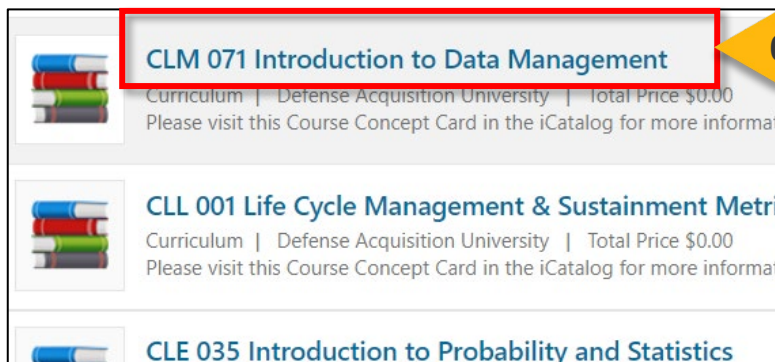 CLM 071 Introduction to Data Management
Curriculum | Defense Acquisition University | Total Price $0.00
Please visit this Course Concept Card in the iCatalog for more
CLL 001 Life Cycle Management & Sustainment
Curriculum | Defense Acquisition University | Total Price $0.00
Please visit this Course Concept Card in the iCatalog for more
CLE 035 Introduction to Probability and Statistics